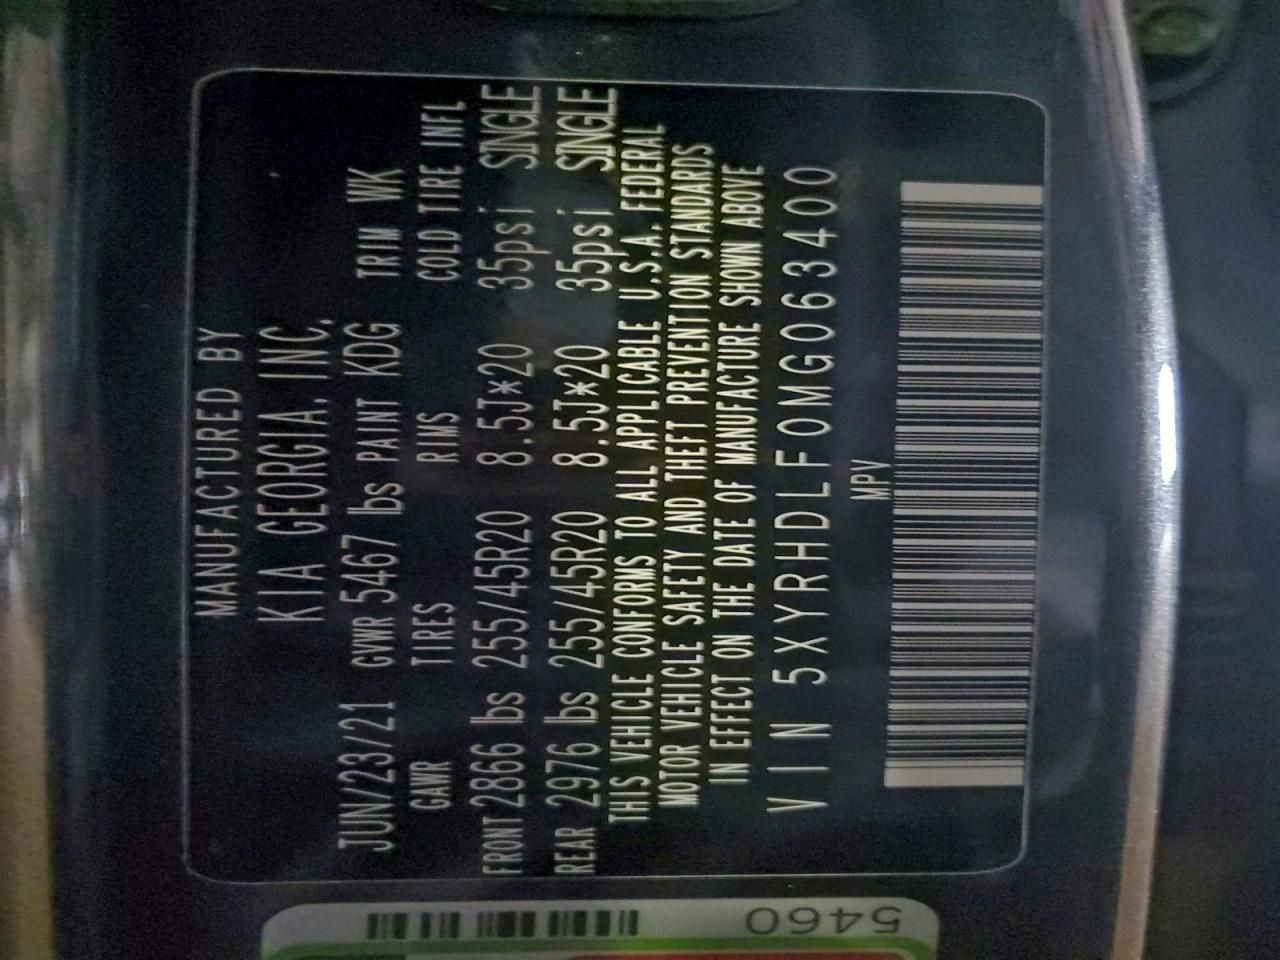 MANUFACTURED BY
KIA GEORGIA, INC.
JUN/23/21 GVWR 5467 lbs PAINT KDG TRIM WK
GAWR TIRES RIMS COLD TIRE INFL
FRONT 2866 lbs 255/45R20 8.5J*20 35psi SINGLE
REAR 2976 lbs 255/45R20 8.5J*20 35psi SINGLE
THIS VEHICLE CONFORMS TO ALL APPLICABLE U.S.A. FEDERAL
MOTOR VEHICLE SAFETY AND THEFT PREVENTION STANDARDS
IN EFFECT ON THE DATE OF MANUFACTURE SHOWN ABOVE
VIN 5XYRHDLF0MG063400
MPV
5460